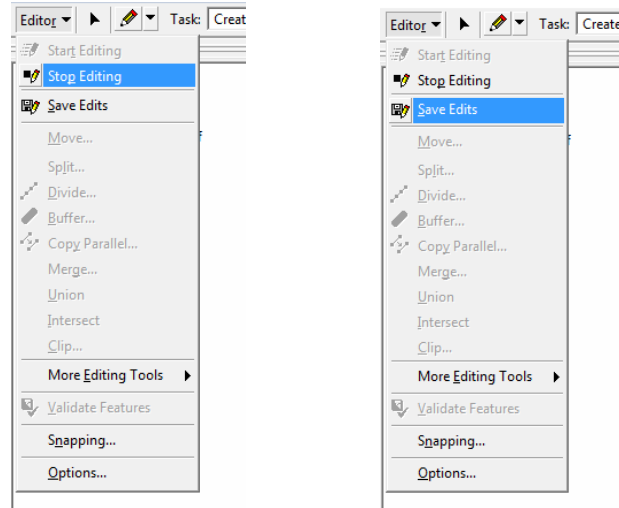 Editor Task: Creat
Start Editing
Stop Editing
Save Edits
Move...
Split...
Divide...
Buffer...
Copy Parallel...
Merge...
Union
Intersect
Clip...
More Editing Tools
Validate Features
Snapping...
Options...
Editor Task: Create
Start Editing
Stop Editing
Save Edits
Move...
Split...
Divide...
Buffer...
Copy Parallel...
Merge...
Union
Intersect
Clip...
More Editing Tools
Validate Features
Snapping...
Options...